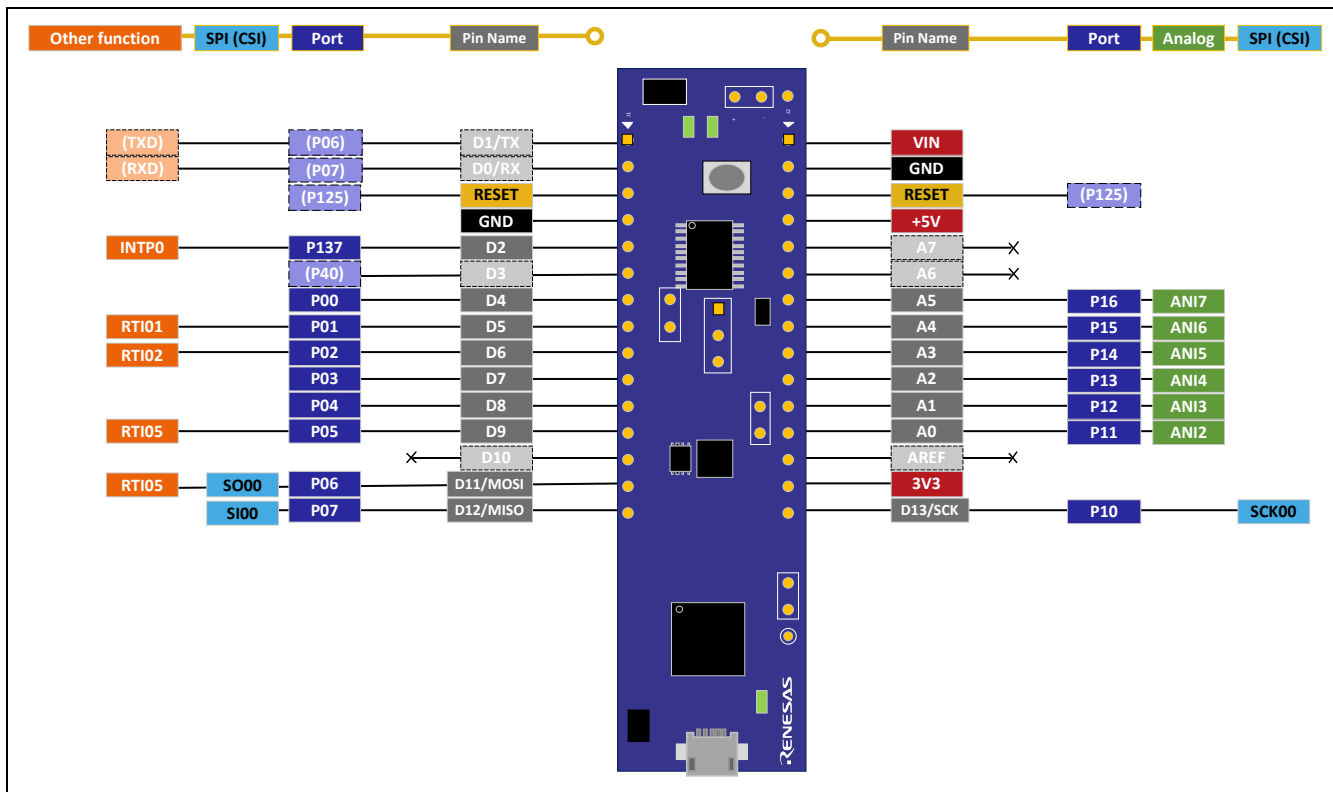 Other function SPI (CSI) Port Pin Name Pin Name Port Analog SPI (CSI)
J1 J2
(TXD) (P06) D1/TX VIN
(RXD) (P07) D0/RX GND
(P125) RESET RESET (P125)
GND +5V
INTP0 P137 D2 A7
(P40) D3 A6
P00 D4 A5 P16 ANI7
RTI01 P01 D5 A4 P15 ANI6
RTI02 P02 D6 A3 P14 ANI5
P03 D7 A2 P13 ANI4
P04 D8 A1 P12 ANI3
RTI05 P05 D9 A0 P11 ANI2
D10 AREF
RTI05 SO00 P06 D11/MOSI 3V3
SI00 P07 D12/MISO D13/SCK P10 SCK00
RENESAS